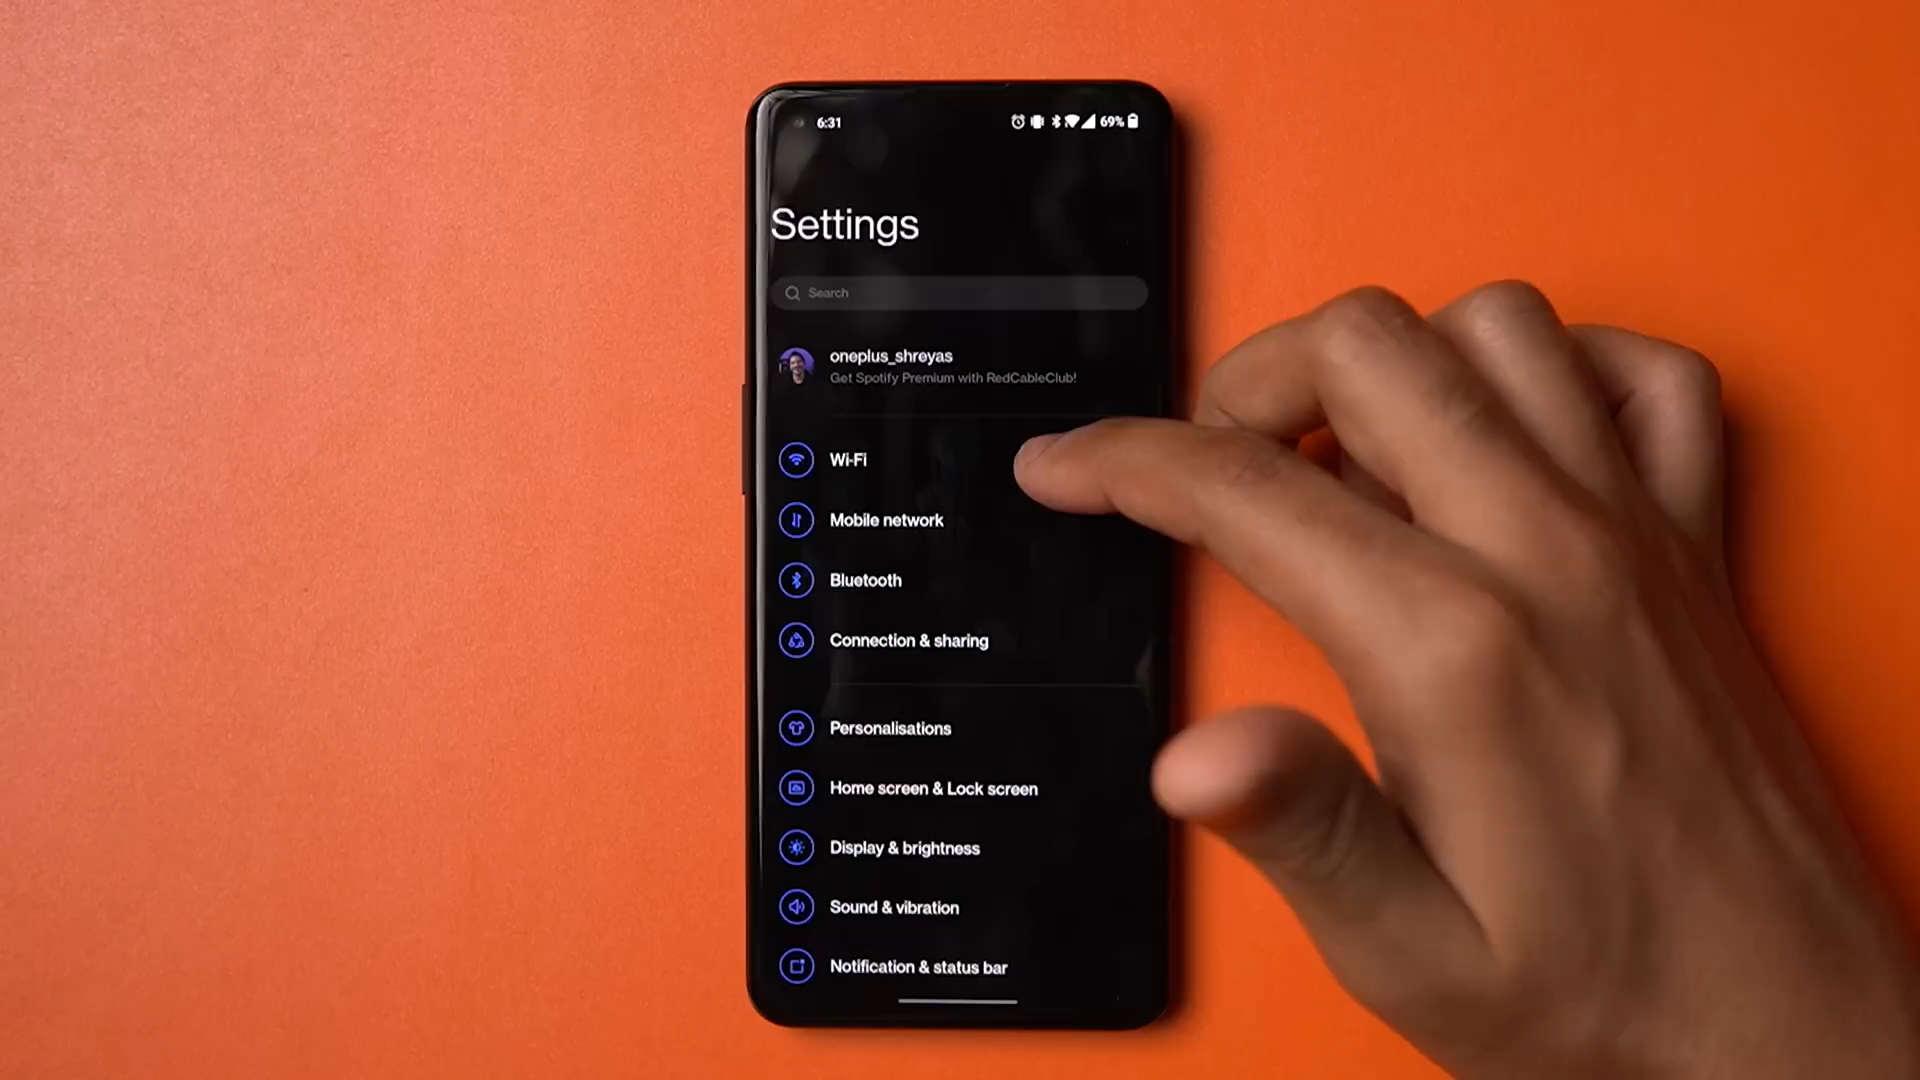 6:31
69%
Settings
Search
oneplus_shreyas
Get Spotify Premium with RedCableClub!
Wi-Fi
Mobile network
Bluetooth
Connection & sharing
Personalisations
Home screen & Lock screen
Display & brightness
Sound & vibration
Notification & status bar